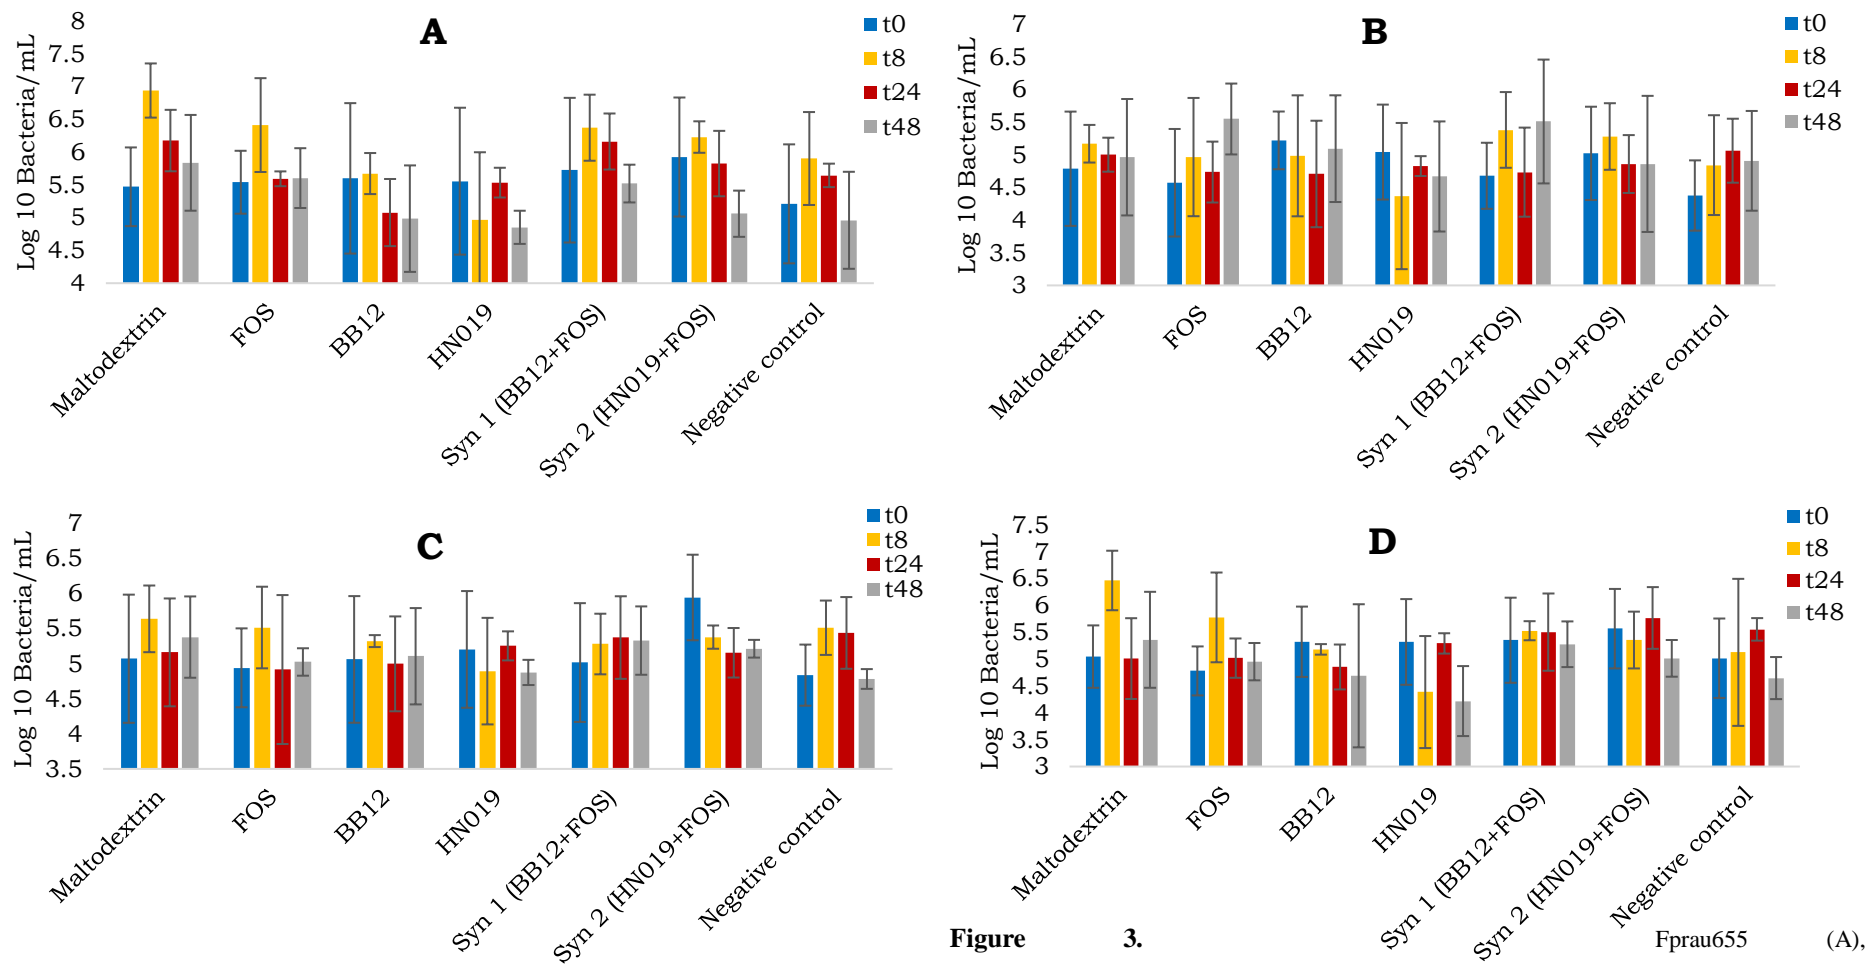 A
Log 10 Bacteria/mL
8
7.5
7
6.5
6
5.5
5
4.5
4
t0
t8
t24
t48
Maltodextrin
FOS
BB12
HN019
Syn 1 (BB12+FOS)
Syn 2 (HN019+FOS)
Negative control
B
Log 10 Bacteria/mL
7
6.5
6
5.5
5
4.5
4
3.5
3
t0
t8
t24
t48
Maltodextrin
FOS
BB12
HN019
Syn 1 (BB12+FOS)
Syn 2 (HN019+FOS)
Negative control
C
Log 10 Bacteria/mL
7
6.5
6
5.5
5
4.5
4
3.5
t0
t8
t24
t48
Maltodextrin
FOS
BB12
HN019
Syn 1 (BB12+FOS)
Syn 2 (HN019+FOS)
Negative control
D
Log 10 Bacteria/mL
7.5
7
6.5
6
5.5
5
4.5
4
3.5
3
t0
t8
t24
t48
Maltodextrin
FOS
BB12
HN019
Syn 1 (BB12+FOS)
Syn 2 (HN019+FOS)
Negative control
Figure 3. Fprau655 (A),